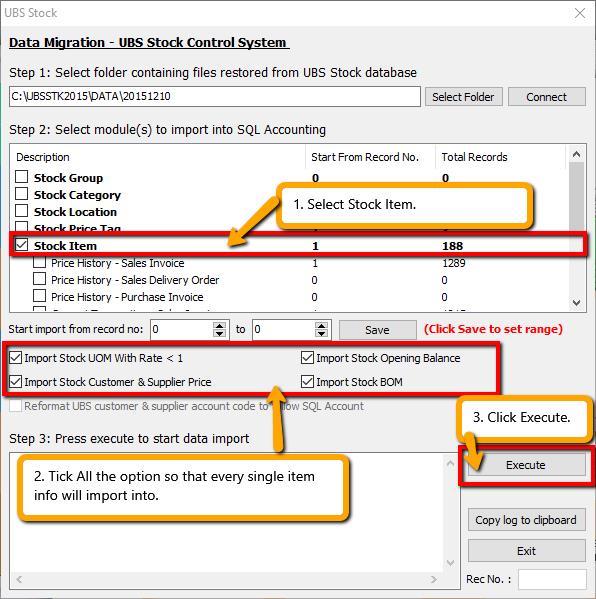 UBS Stock
Data Migration - UBS Stock Control System
Step 1: Select folder containing files restored from UBS Stock database
C:\UBSSTK2015\DATA\20151210
Select Folder
Connect
Step 2: Select module(s) to import into SQL Accounting
Description Start From Record No. Total Records
Stock Group 0 0
Stock Category
Stock Location
Stock Price Tag
1. Select Stock Item.
Stock Item 1 188
Price History - Sales Invoice 1 1289
Price History - Sales Delivery Order 0 0
Price History - Purchase Invoice 0 0
Start import from record no: 0 to 0 Save (Click Save to set range)
Import Stock UOM With Rate < 1
Import Stock Opening Balance
Import Stock Customer & Supplier Price
Import Stock BOM
Reformat UBS customer & supplier account code to follow SQL Account
3. Click Execute.
Step 3: Press execute to start data import
2. Tick All the option so that every single item
info will import into.
Execute
Copy log to clipboard
Exit
Rec No. :